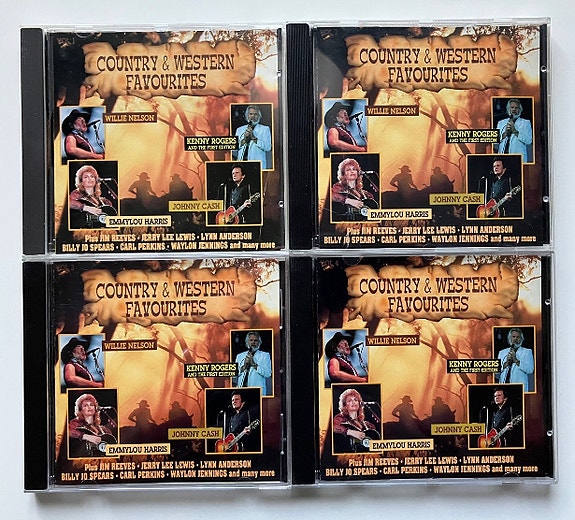 COUNTRY & WESTERN
FAVOURITES
WILLIE NELSON
KENNY ROGERS
AND THE FIRST EDITION
JOHNNY CASH
EMMYLOU HARRIS
Plus JIM REEVES • JERRY LEE LEWIS • LYNN ANDERSON
BILLY JO SPEARS • CARL PERKINS • WAYLON JENNINGS and many more
COUNTRY & WESTERN
FAVOURITES
WILLIE NELSON
KENNY ROGERS
AND THE FIRST EDITION
JOHNNY CASH
EMMYLOU HARRIS
Plus JIM REEVES • JERRY LEE LEWIS • LYNN ANDERSON
BILLY JO SPEARS • CARL PERKINS • WAYLON JENNINGS and many more
COUNTRY & WESTERN
FAVOURITES
WILLIE NELSON
KENNY ROGERS
AND THE FIRST EDITION
JOHNNY CASH
EMMYLOU HARRIS
Plus JIM REEVES • JERRY LEE LEWIS • LYNN ANDERSON
BILLY JO SPEARS • CARL PERKINS • WAYLON JENNINGS and many more
COUNTRY & WESTERN
FAVOURITES
WILLIE NELSON
KENNY ROGERS
AND THE FIRST EDITION
JOHNNY CASH
EMMYLOU HARRIS
Plus JIM REEVES • JERRY LEE LEWIS • LYNN ANDERSON
BILLY JO SPEARS • CARL PERKINS • WAYLON JENNINGS and many more